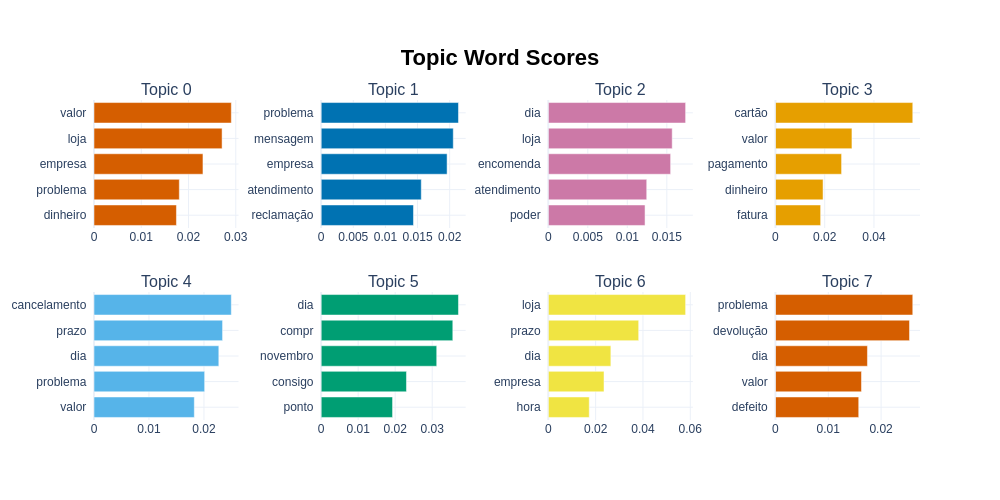 Topic Word Scores
Topic 0
valor
loja
empresa
problema
dinheiro
0 0.01 0.02 0.03
Topic 1
problema
mensagem
empresa
atendimento
reclamação
0 0.005 0.01 0.015 0.02
Topic 2
dia
loja
encomenda
atendimento
poder
0 0.005 0.01 0.015
Topic 3
cartão
valor
pagamento
dinheiro
fatura
0 0.02 0.04
Topic 4
cancelamento
prazo
dia
problema
valor
0 0.01 0.02
Topic 5
dia
compr
novembro
consigo
ponto
0 0.01 0.02 0.03
Topic 6
loja
prazo
dia
empresa
hora
0 0.02 0.04 0.06
Topic 7
problema
devolução
dia
valor
defeito
0 0.01 0.02